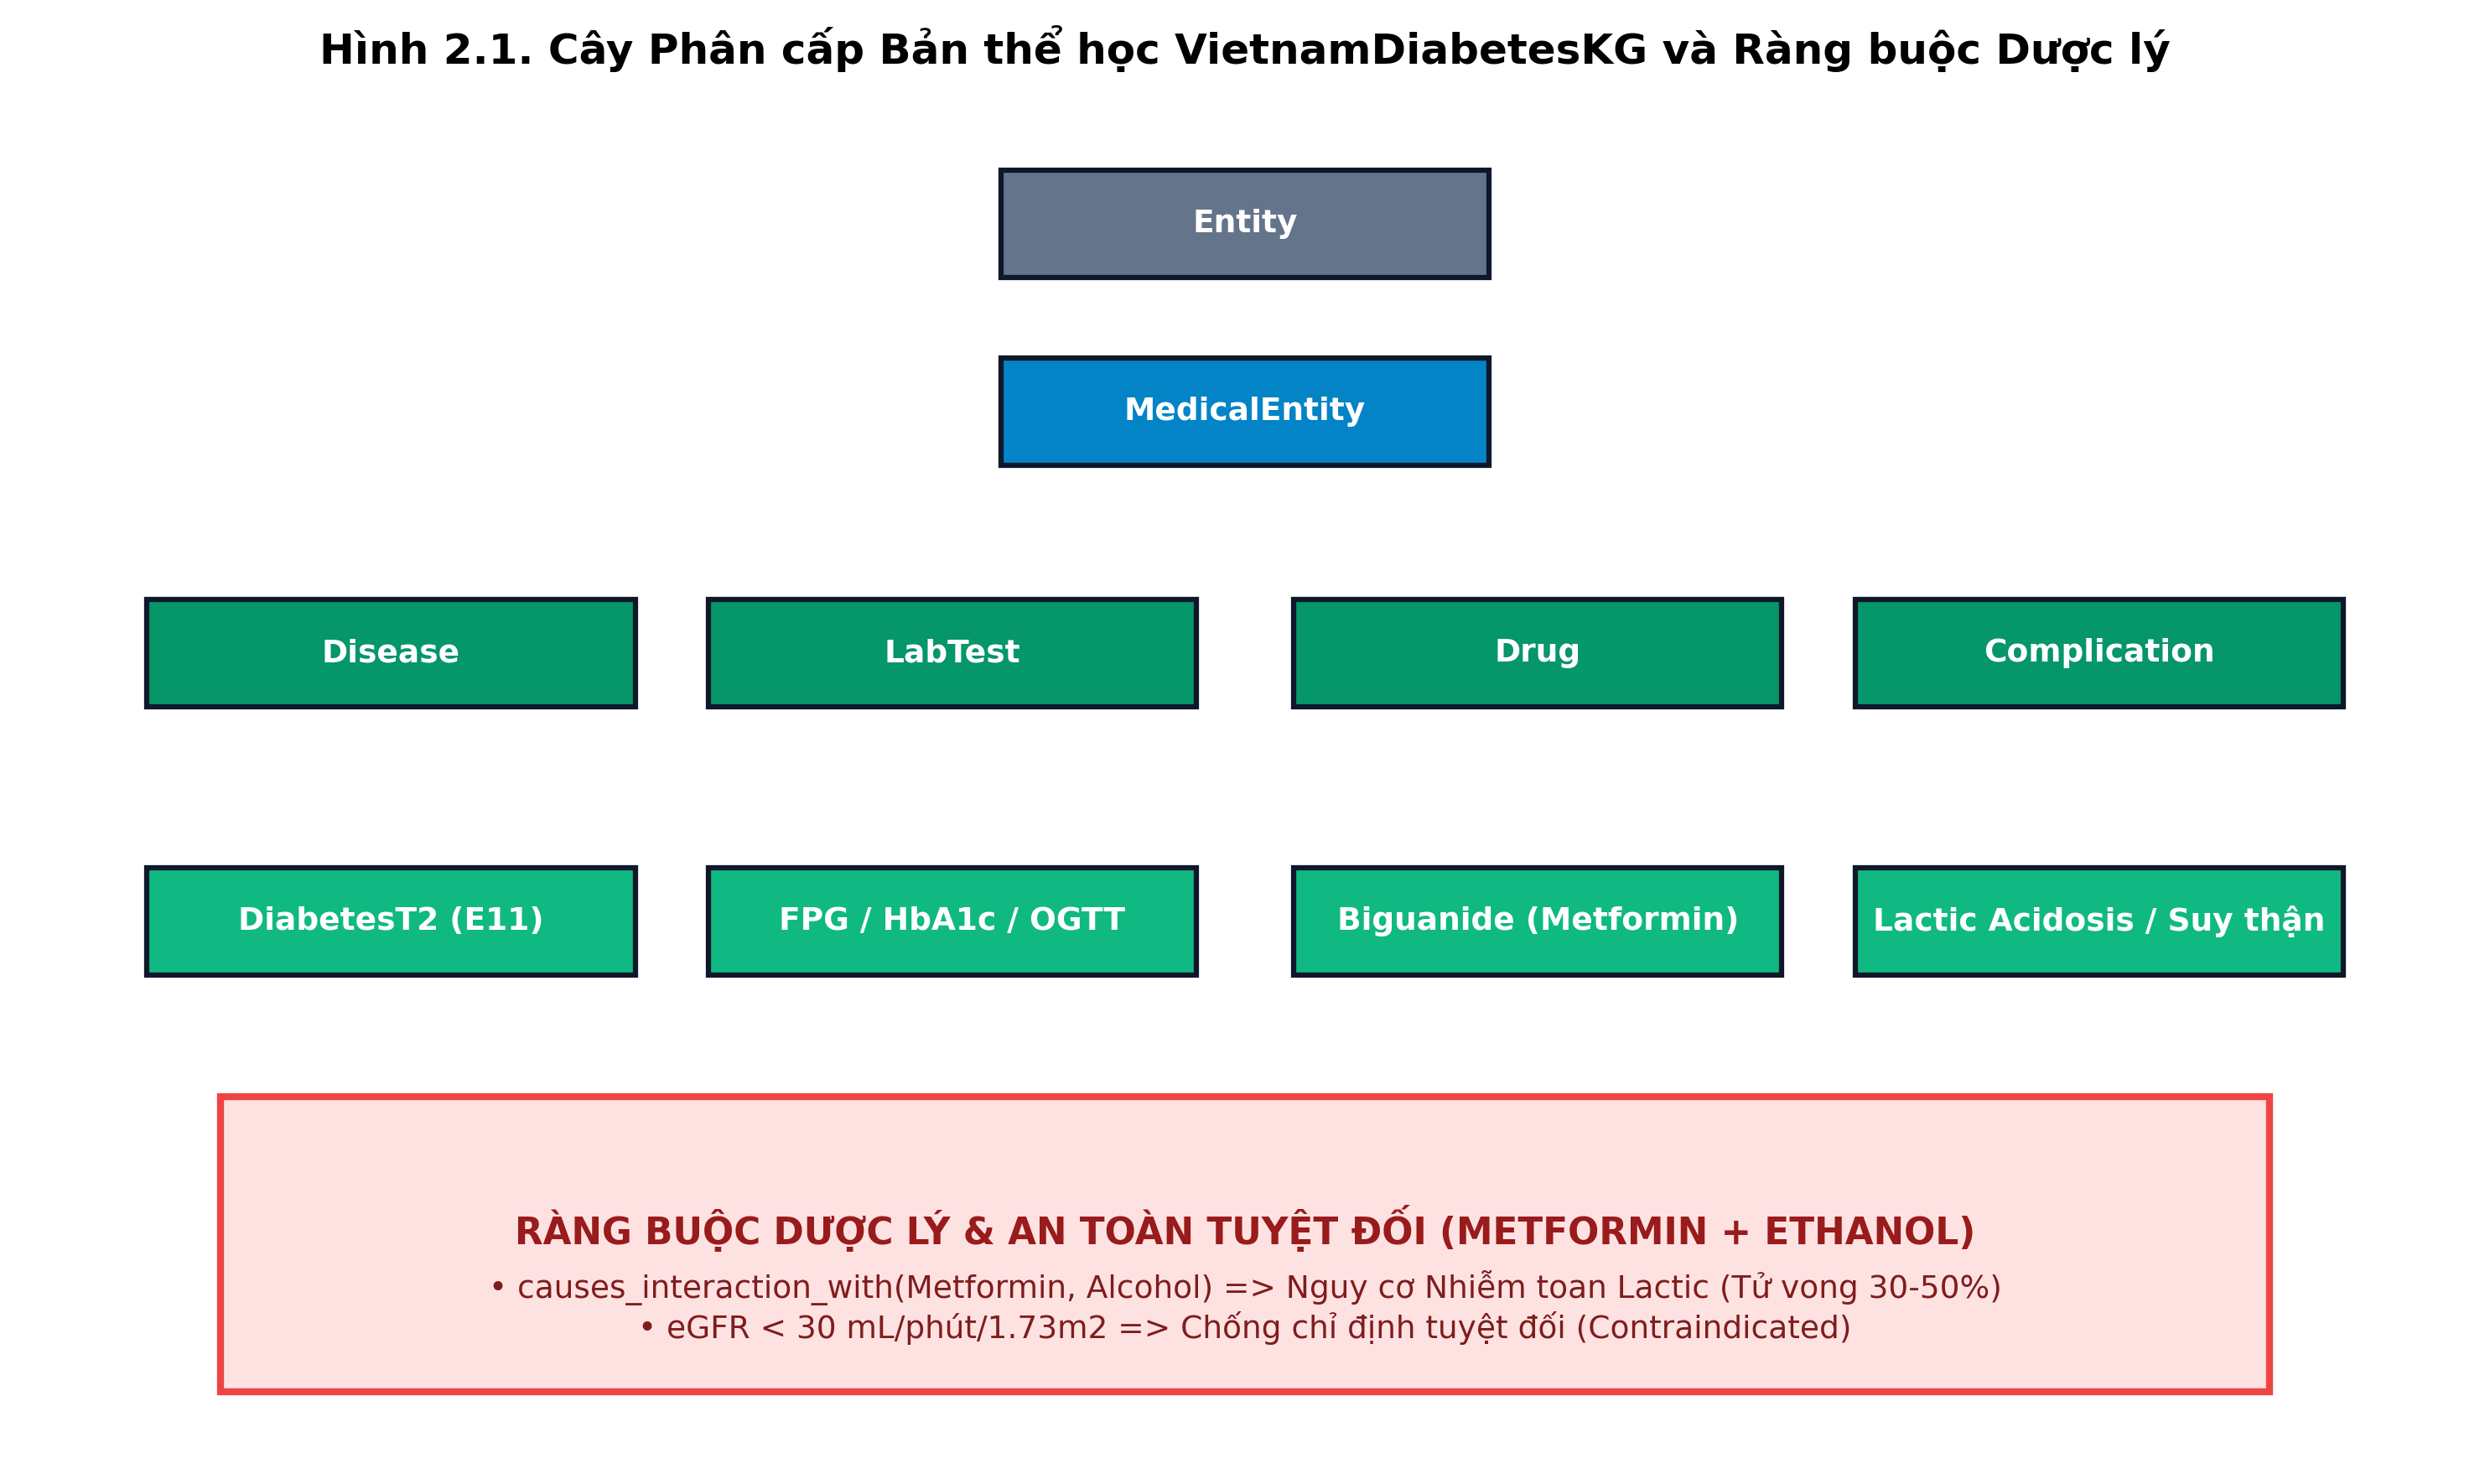 Hình 2.1. Cây Phân cấp Bản thể học VietnamDiabetesKG và Ràng buộc Dược lý
Entity
MedicalEntity
Disease
LabTest
Drug
Complication
DiabetesT2 (E11)
FPG / HbA1c / OGTT
Biguanide (Metformin)
Lactic Acidosis / Suy thận
RÀNG BUỘC DƯỢC LÝ & AN TOÀN TUYỆT ĐỐI (METFORMIN + ETHANOL)
• causes_interaction_with(Metformin, Alcohol) => Nguy cơ Nhiễm toan Lactic (Tử vong 30-50%)
• eGFR < 30 mL/phút/1.73m2 => Chống chỉ định tuyệt đối (Contraindicated)